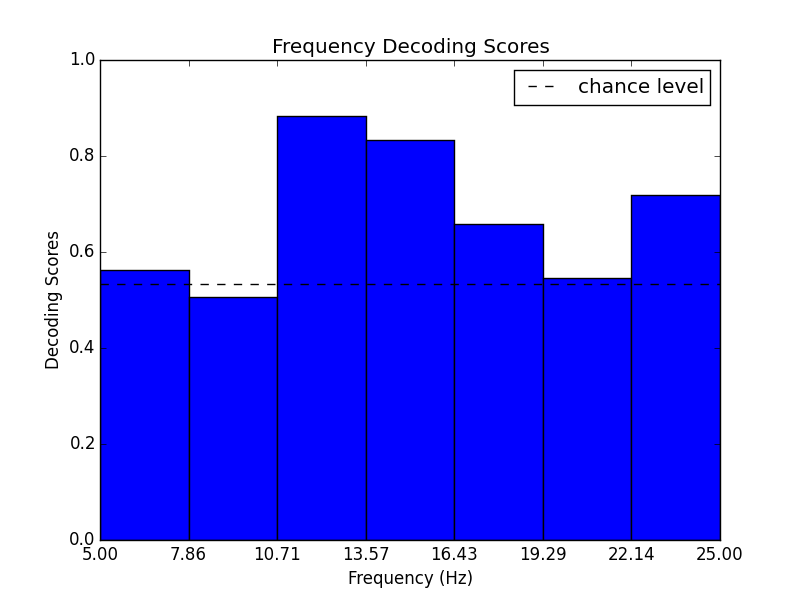 Frequency Decoding Scores
chance level
1.0
0.8
0.6
0.4
0.2
0.0
Decoding Scores
5.00 7.86 10.71 13.57 16.43 19.29 22.14 25.00
Frequency (Hz)